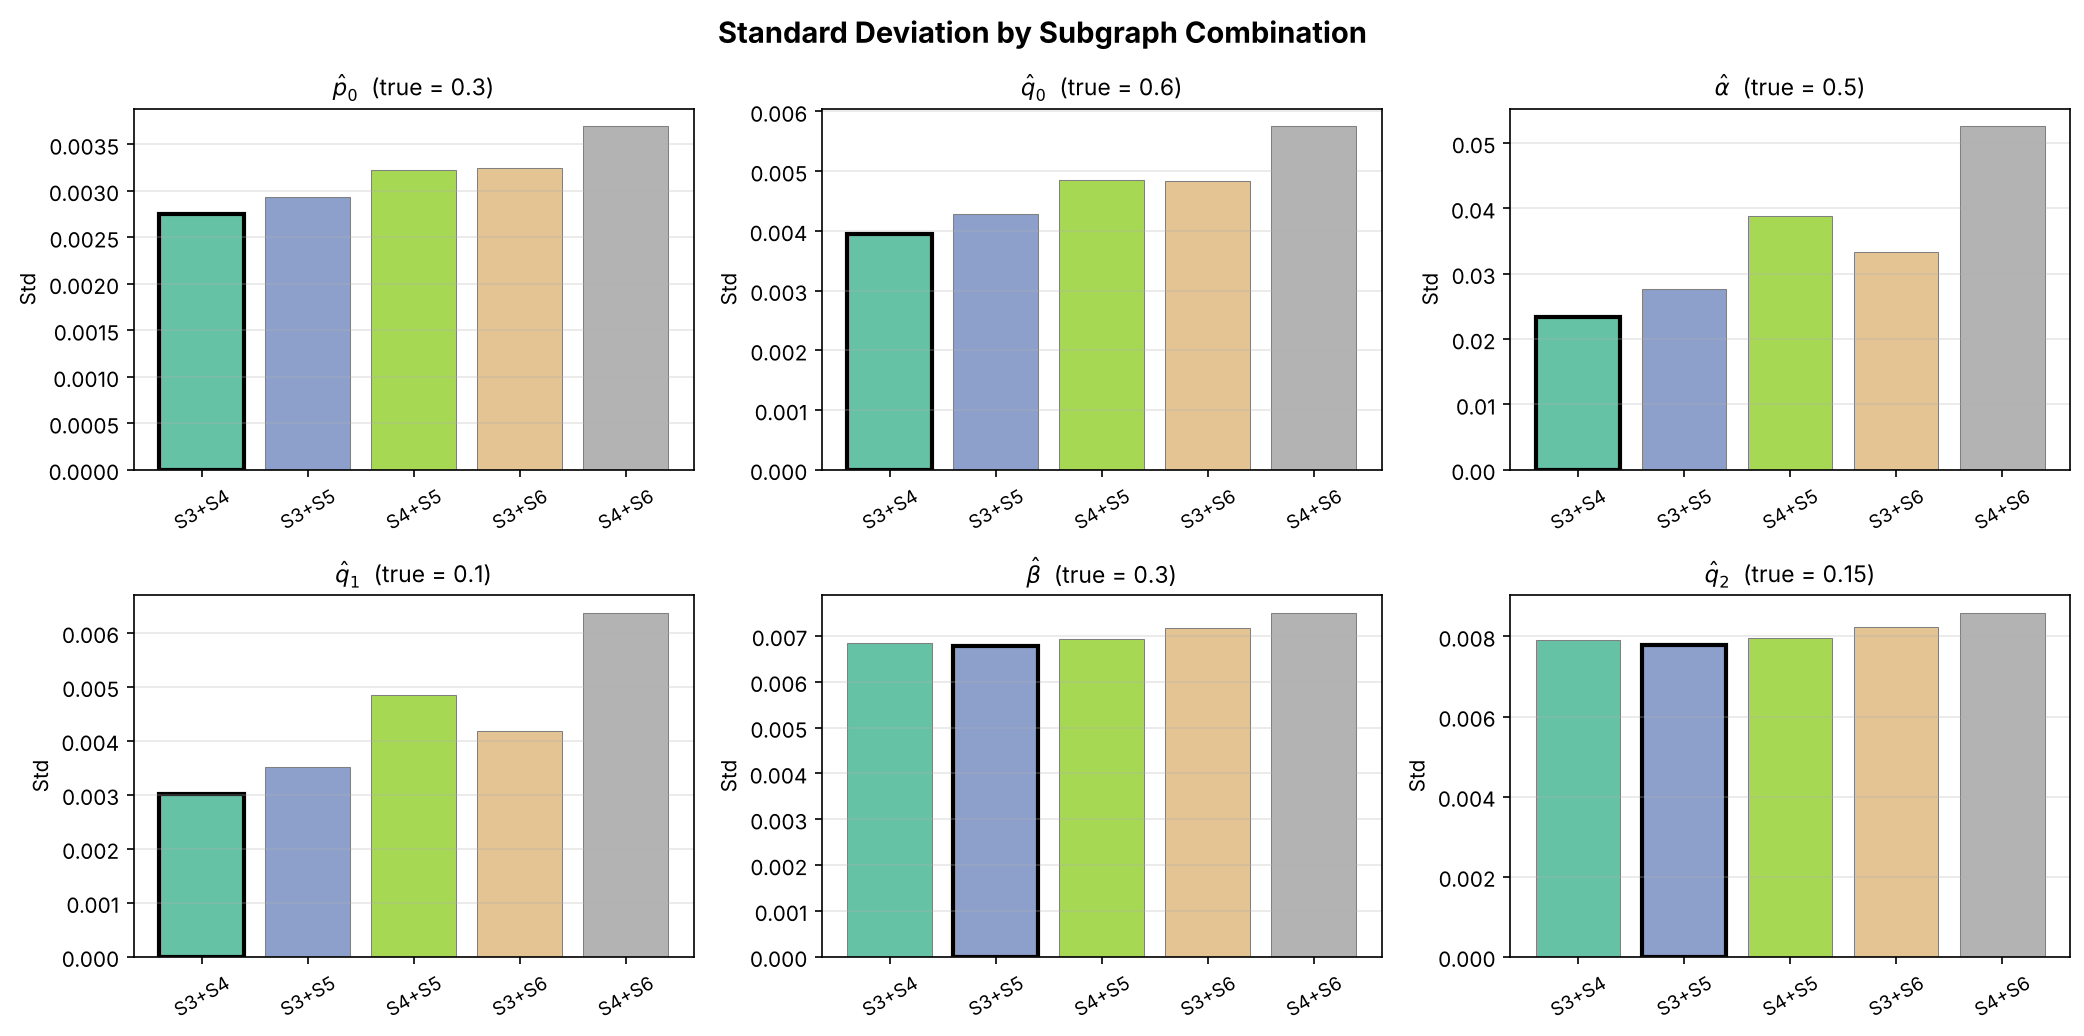 Standard Deviation by Subgraph Combination
p̂₀ (true = 0.3)
Std
0.0035
0.0030
0.0025
0.0020
0.0015
0.0010
0.0005
0.0000
S3+S4 S3+S5 S4+S5 S3+S6 S4+S6
q̂₀ (true = 0.6)
Std
0.006
0.005
0.004
0.003
0.002
0.001
0.000
S3+S4 S3+S5 S4+S5 S3+S6 S4+S6
α̂ (true = 0.5)
Std
0.05
0.04
0.03
0.02
0.01
0.00
S3+S4 S3+S5 S4+S5 S3+S6 S4+S6
q̂₁ (true = 0.1)
Std
0.006
0.005
0.004
0.003
0.002
0.001
0.000
S3+S4 S3+S5 S4+S5 S3+S6 S4+S6
β̂ (true = 0.3)
Std
0.007
0.006
0.005
0.004
0.003
0.002
0.001
0.000
S3+S4 S3+S5 S4+S5 S3+S6 S4+S6
q̂₂ (true = 0.15)
Std
0.008
0.006
0.004
0.002
0.000
S3+S4 S3+S5 S4+S5 S3+S6 S4+S6